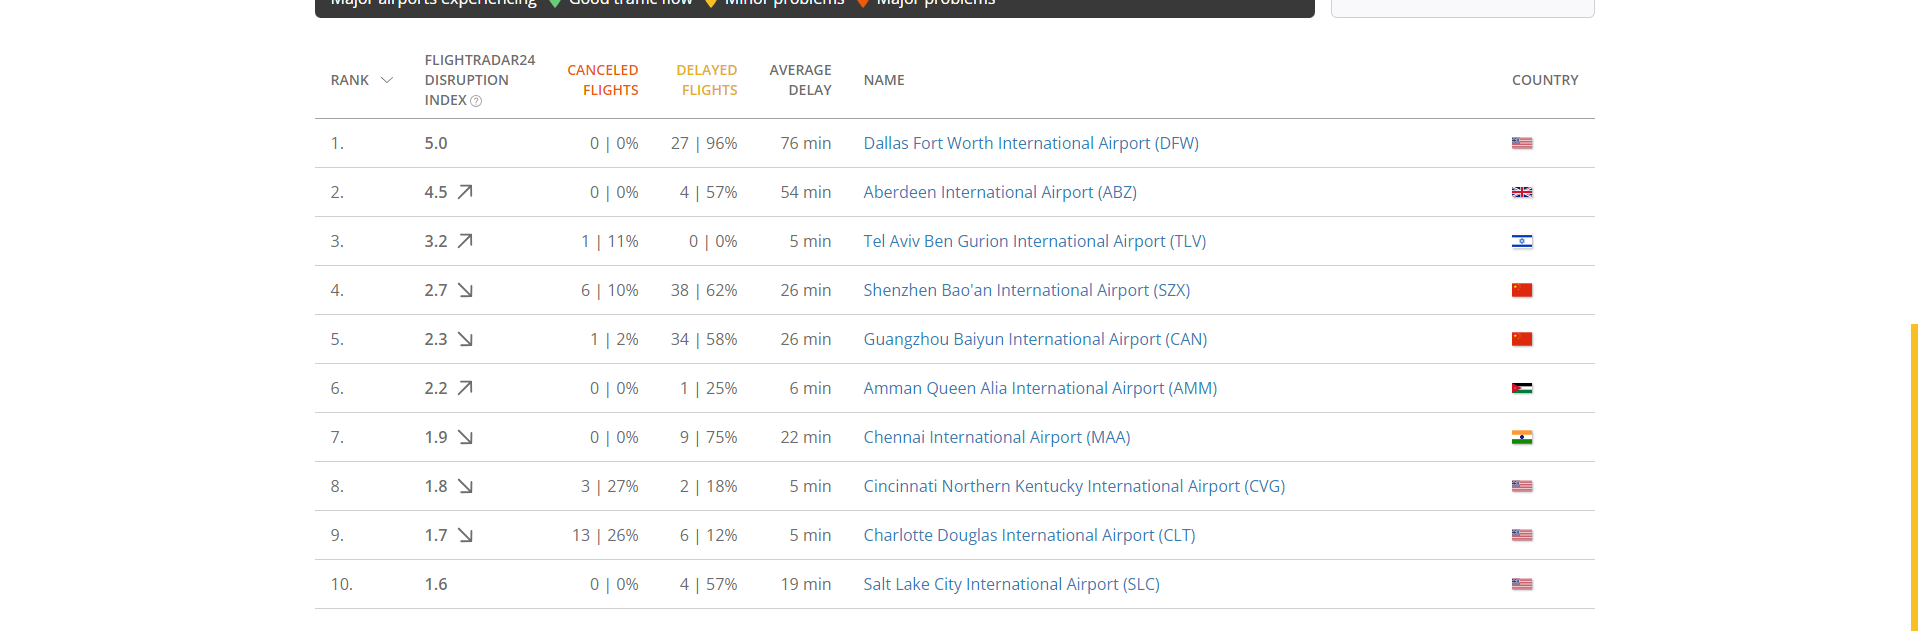 Major airports experiencing Good traffic flow Minor problems Major problems
RANK FLIGHTRADAR24 DISRUPTION INDEX CANCELED FLIGHTS DELAYED FLIGHTS AVERAGE DELAY NAME COUNTRY
1. 5.0 0 | 0% 27 | 96% 76 min Dallas Fort Worth International Airport (DFW)
2. 4.5 0 | 0% 4 | 57% 54 min Aberdeen International Airport (ABZ)
3. 3.2 1 | 11% 0 | 0% 5 min Tel Aviv Ben Gurion International Airport (TLV)
4. 2.7 6 | 10% 38 | 62% 26 min Shenzhen Bao'an International Airport (SZX)
5. 2.3 1 | 2% 34 | 58% 26 min Guangzhou Baiyun International Airport (CAN)
6. 2.2 0 | 0% 1 | 25% 6 min Amman Queen Alia International Airport (AMM)
7. 1.9 0 | 0% 9 | 75% 22 min Chennai International Airport (MAA)
8. 1.8 3 | 27% 2 | 18% 5 min Cincinnati Northern Kentucky International Airport (CVG)
9. 1.7 13 | 26% 6 | 12% 5 min Charlotte Douglas International Airport (CLT)
10. 1.6 0 | 0% 4 | 57% 19 min Salt Lake City International Airport (SLC)